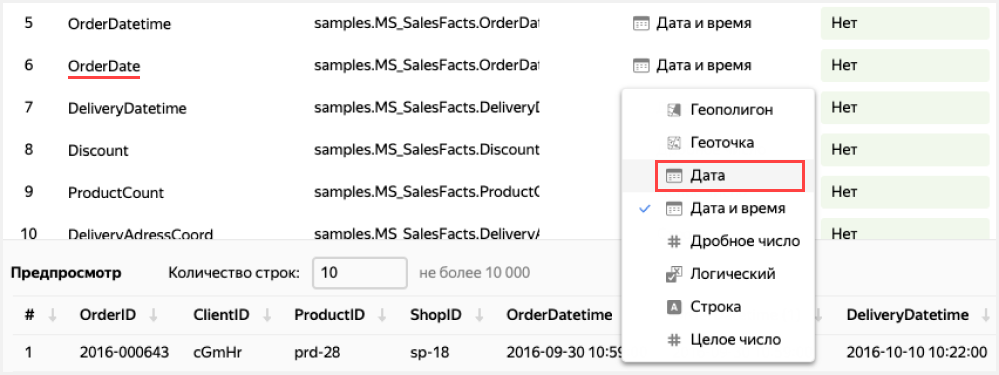 5 OrderDatetime samples.MS_SalesFacts.OrderDat Дата и время Нет
6 OrderDate samples.MS_SalesFacts.OrderDat Дата и время Нет
7 DeliveryDatetime samples.MS_SalesFacts.DeliveryD Геополигон Нет
8 Discount samples.MS_SalesFacts.Discount Геоточка Нет
Дата
9 ProductCount samples.MS_SalesFacts.ProductC Нет
Дата и время
10 DeliveryAdressCoord samples.MS_SalesFacts.DeliveryA Нет
Дробное число
Предпросмотр Количество строк: 10 не более 10 000 Логический
Строка
# OrderID ClientID ProductID ShopID OrderDatetime DeliveryDatetime
Целое число
1 2016-000643 cGmHr prd-28 sp-18 2016-09-30 10:59 2016-10-10 10:22:00